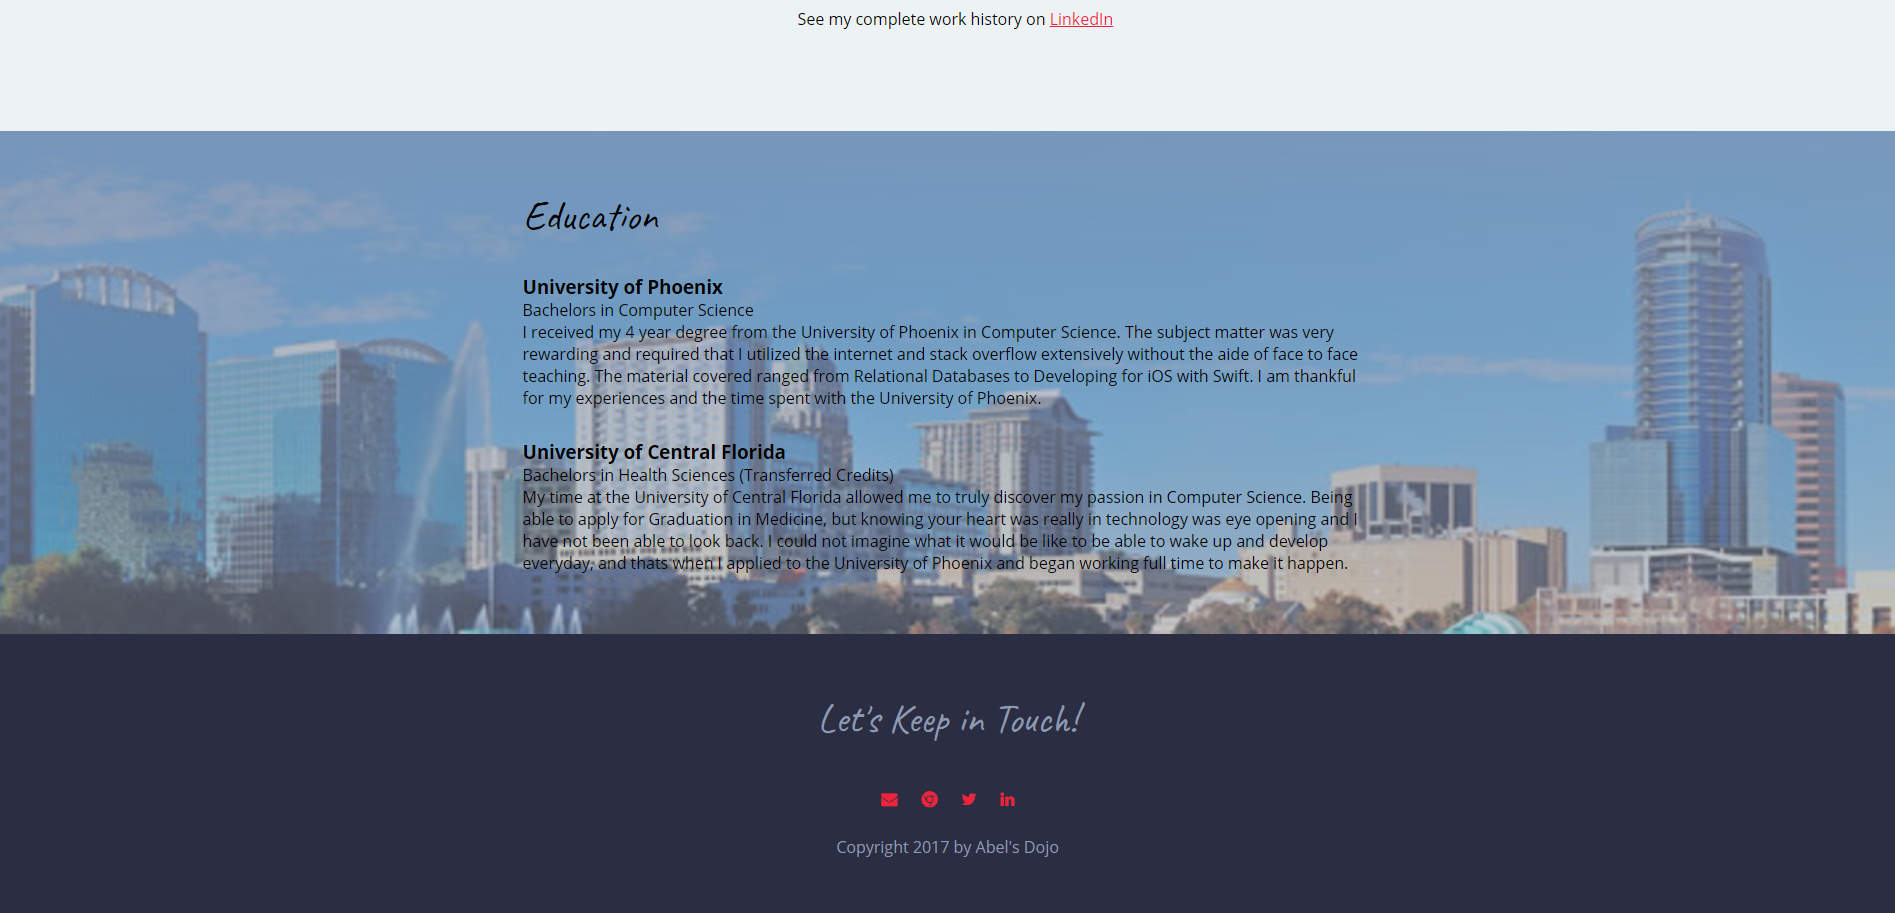 See my complete work history on LinkedIn
Education
University of Phoenix
Bachelors in Computer Science
I received my 4 year degree from the University of Phoenix in Computer Science. The subject matter was very
rewarding and required that I utilized the internet and stack overflow extensively without the aide of face to face
teaching. The material covered ranged from Relational Databases to Developing for iOS with Swift. I am thankful
for my experiences and the time spent with the University of Phoenix.
University of Central Florida
Bachelors in Health Sciences (Transferred Credits)
My time at the University of Central Florida allowed me to truly discover my passion in Computer Science. Being
able to apply for Graduation in Medicine, but knowing your heart was really in technology was eye opening and I
have not been able to look back. I could not imagine what it would be like to be able to wake up and develop
everyday, and thats when I applied to the University of Phoenix and began working full time to make it happen.
Let's Keep in Touch!
Copyright 2017 by Abel's Dojo